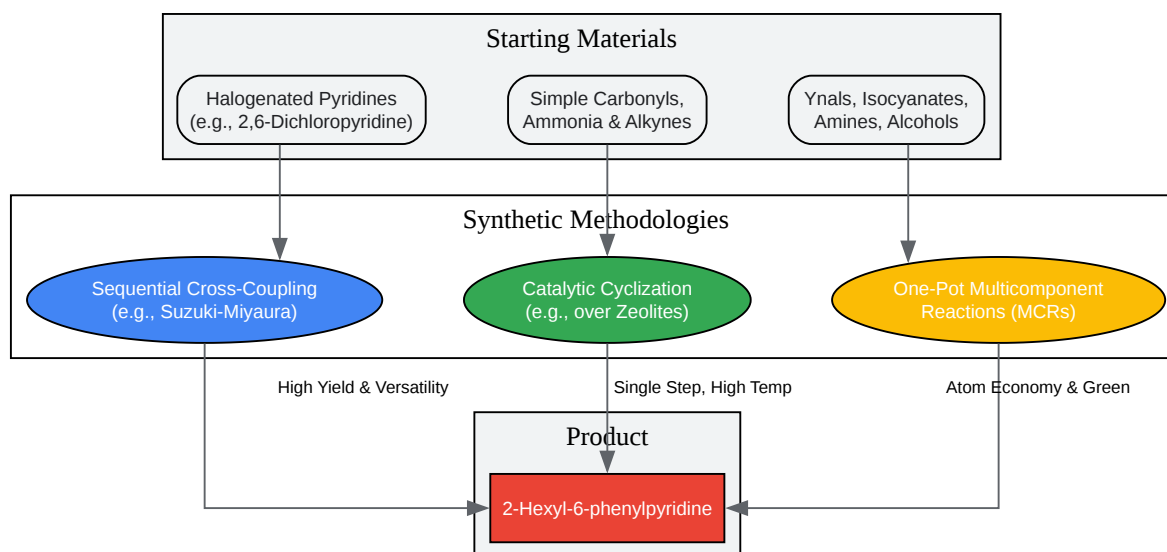 Starting Materials
Halogenated Pyridines
(e.g., 2,6-Dichloropyridine)
Simple Carbonyls,
Ammonia & Alkynes
Ynals, Isocyanates,
Amines, Alcohols
Synthetic Methodologies
Sequential Cross-Coupling
(e.g., Suzuki-Miyaura)
Catalytic Cyclization
(e.g., over Zeolites)
One-Pot Multicomponent
Reactions (MCRs)
High Yield & Versatility
Single Step, High Temp
Atom Economy & Green
Product
2-Hexyl-6-phenylpyridine